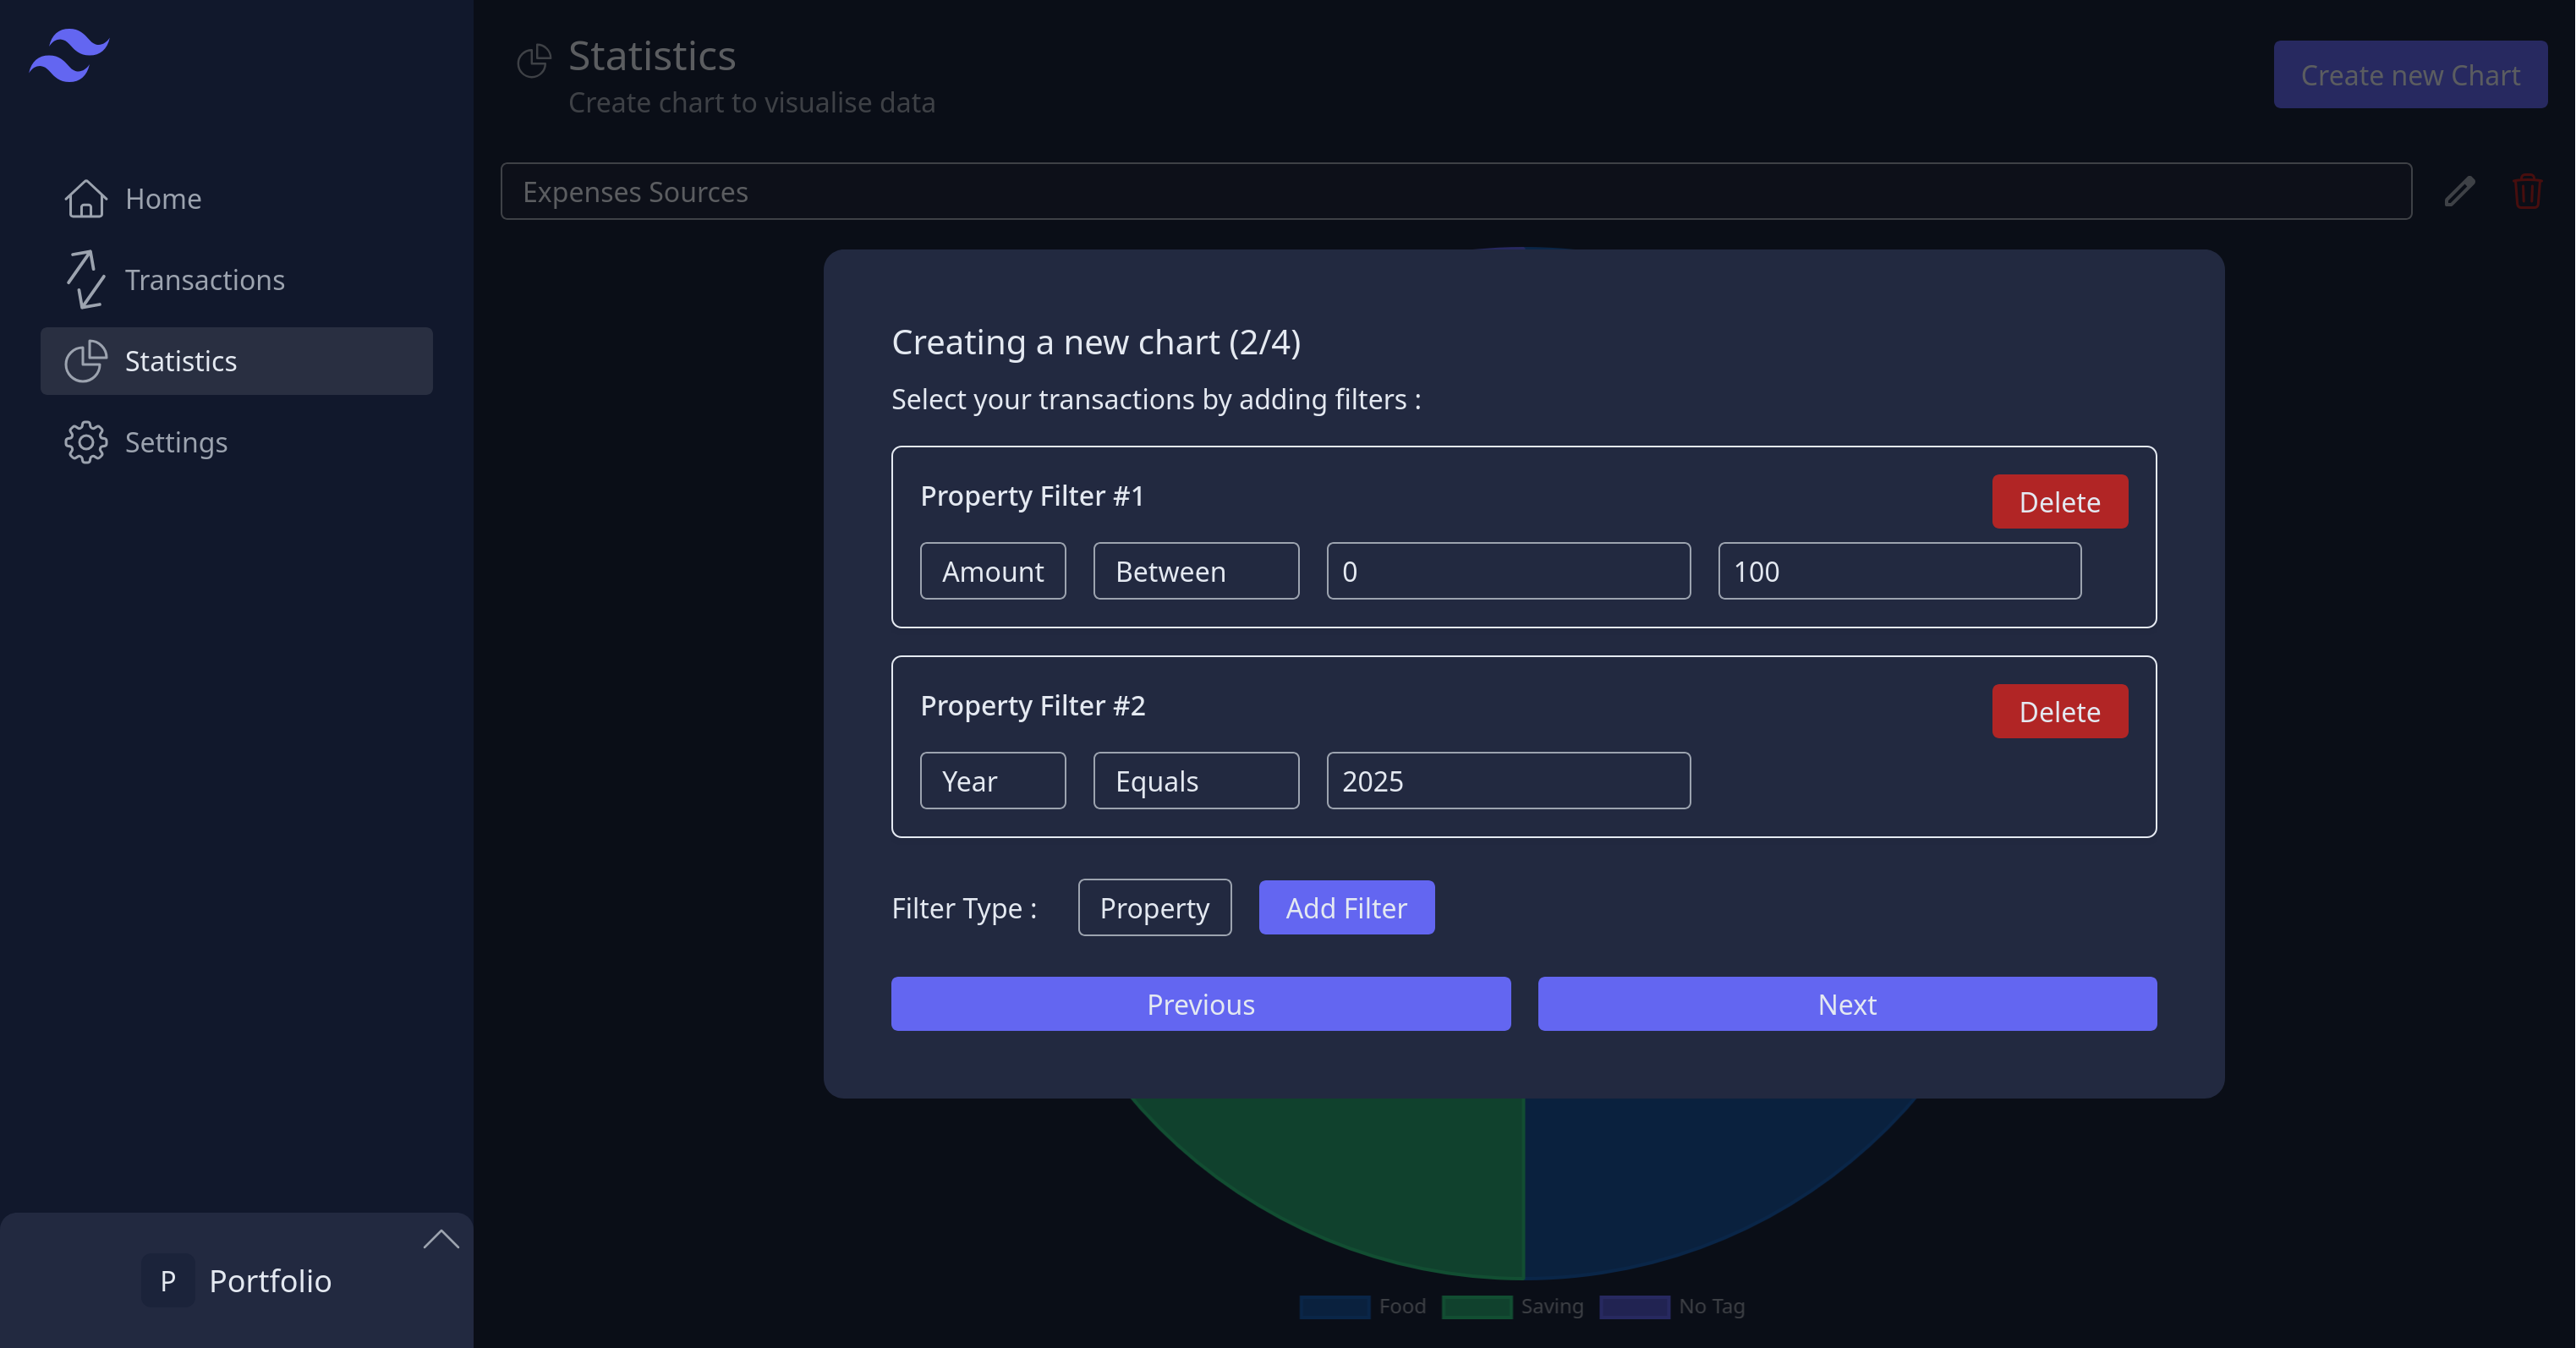 Home
Transactions
Statistics
Settings
P Portfolio
Statistics
Create chart to visualise data
Create new Chart
Expenses Sources
Creating a new chart (2/4)
Select your transactions by adding filters :
Property Filter #1
Delete
Amount Between 0 100
Property Filter #2
Delete
Year Equals 2025
Filter Type : Property Add Filter
Previous Next
Food Saving No Tag